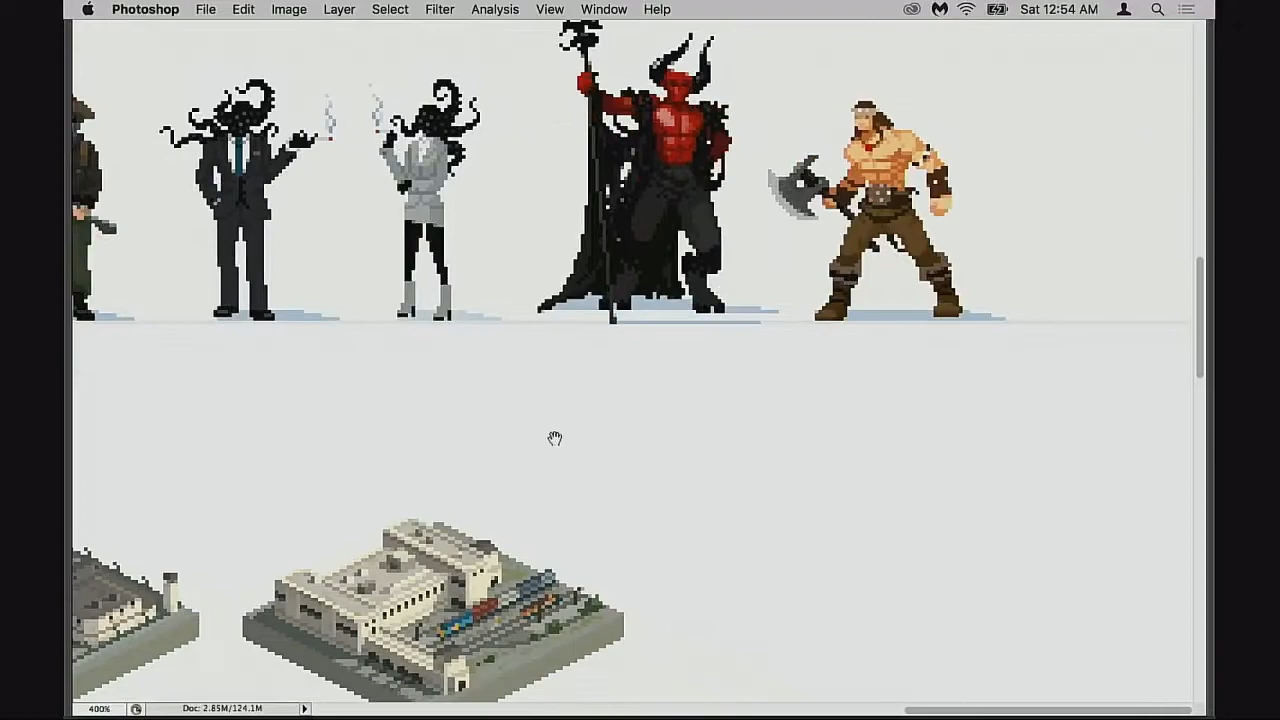 Photoshop File Edit Image Layer Select Filter Analysis View Window Help Sat 12:54 AM
400% Doc: 2.85M/124.1M